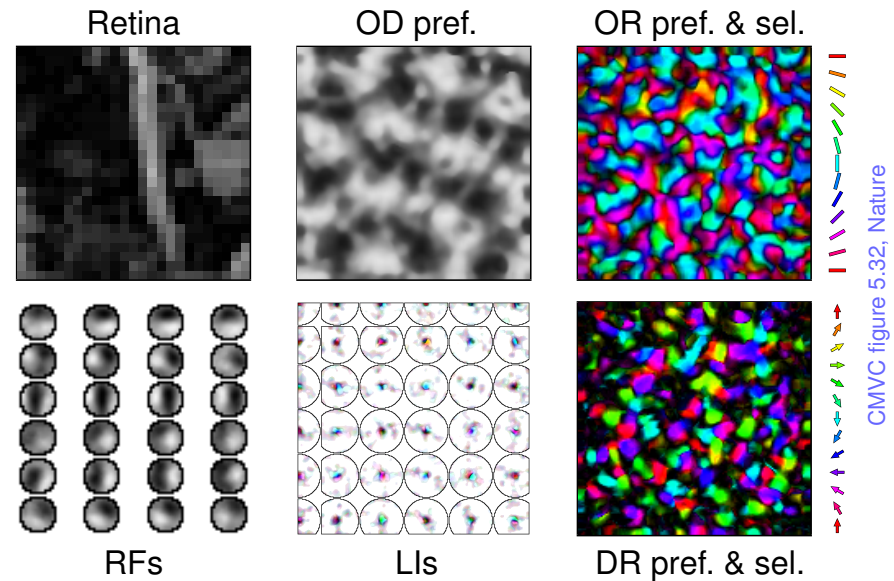 Retina
OD pref.
OR pref. & sel.
RFs
LIs
DR pref. & sel.
CMVC figure 5.32, Nature